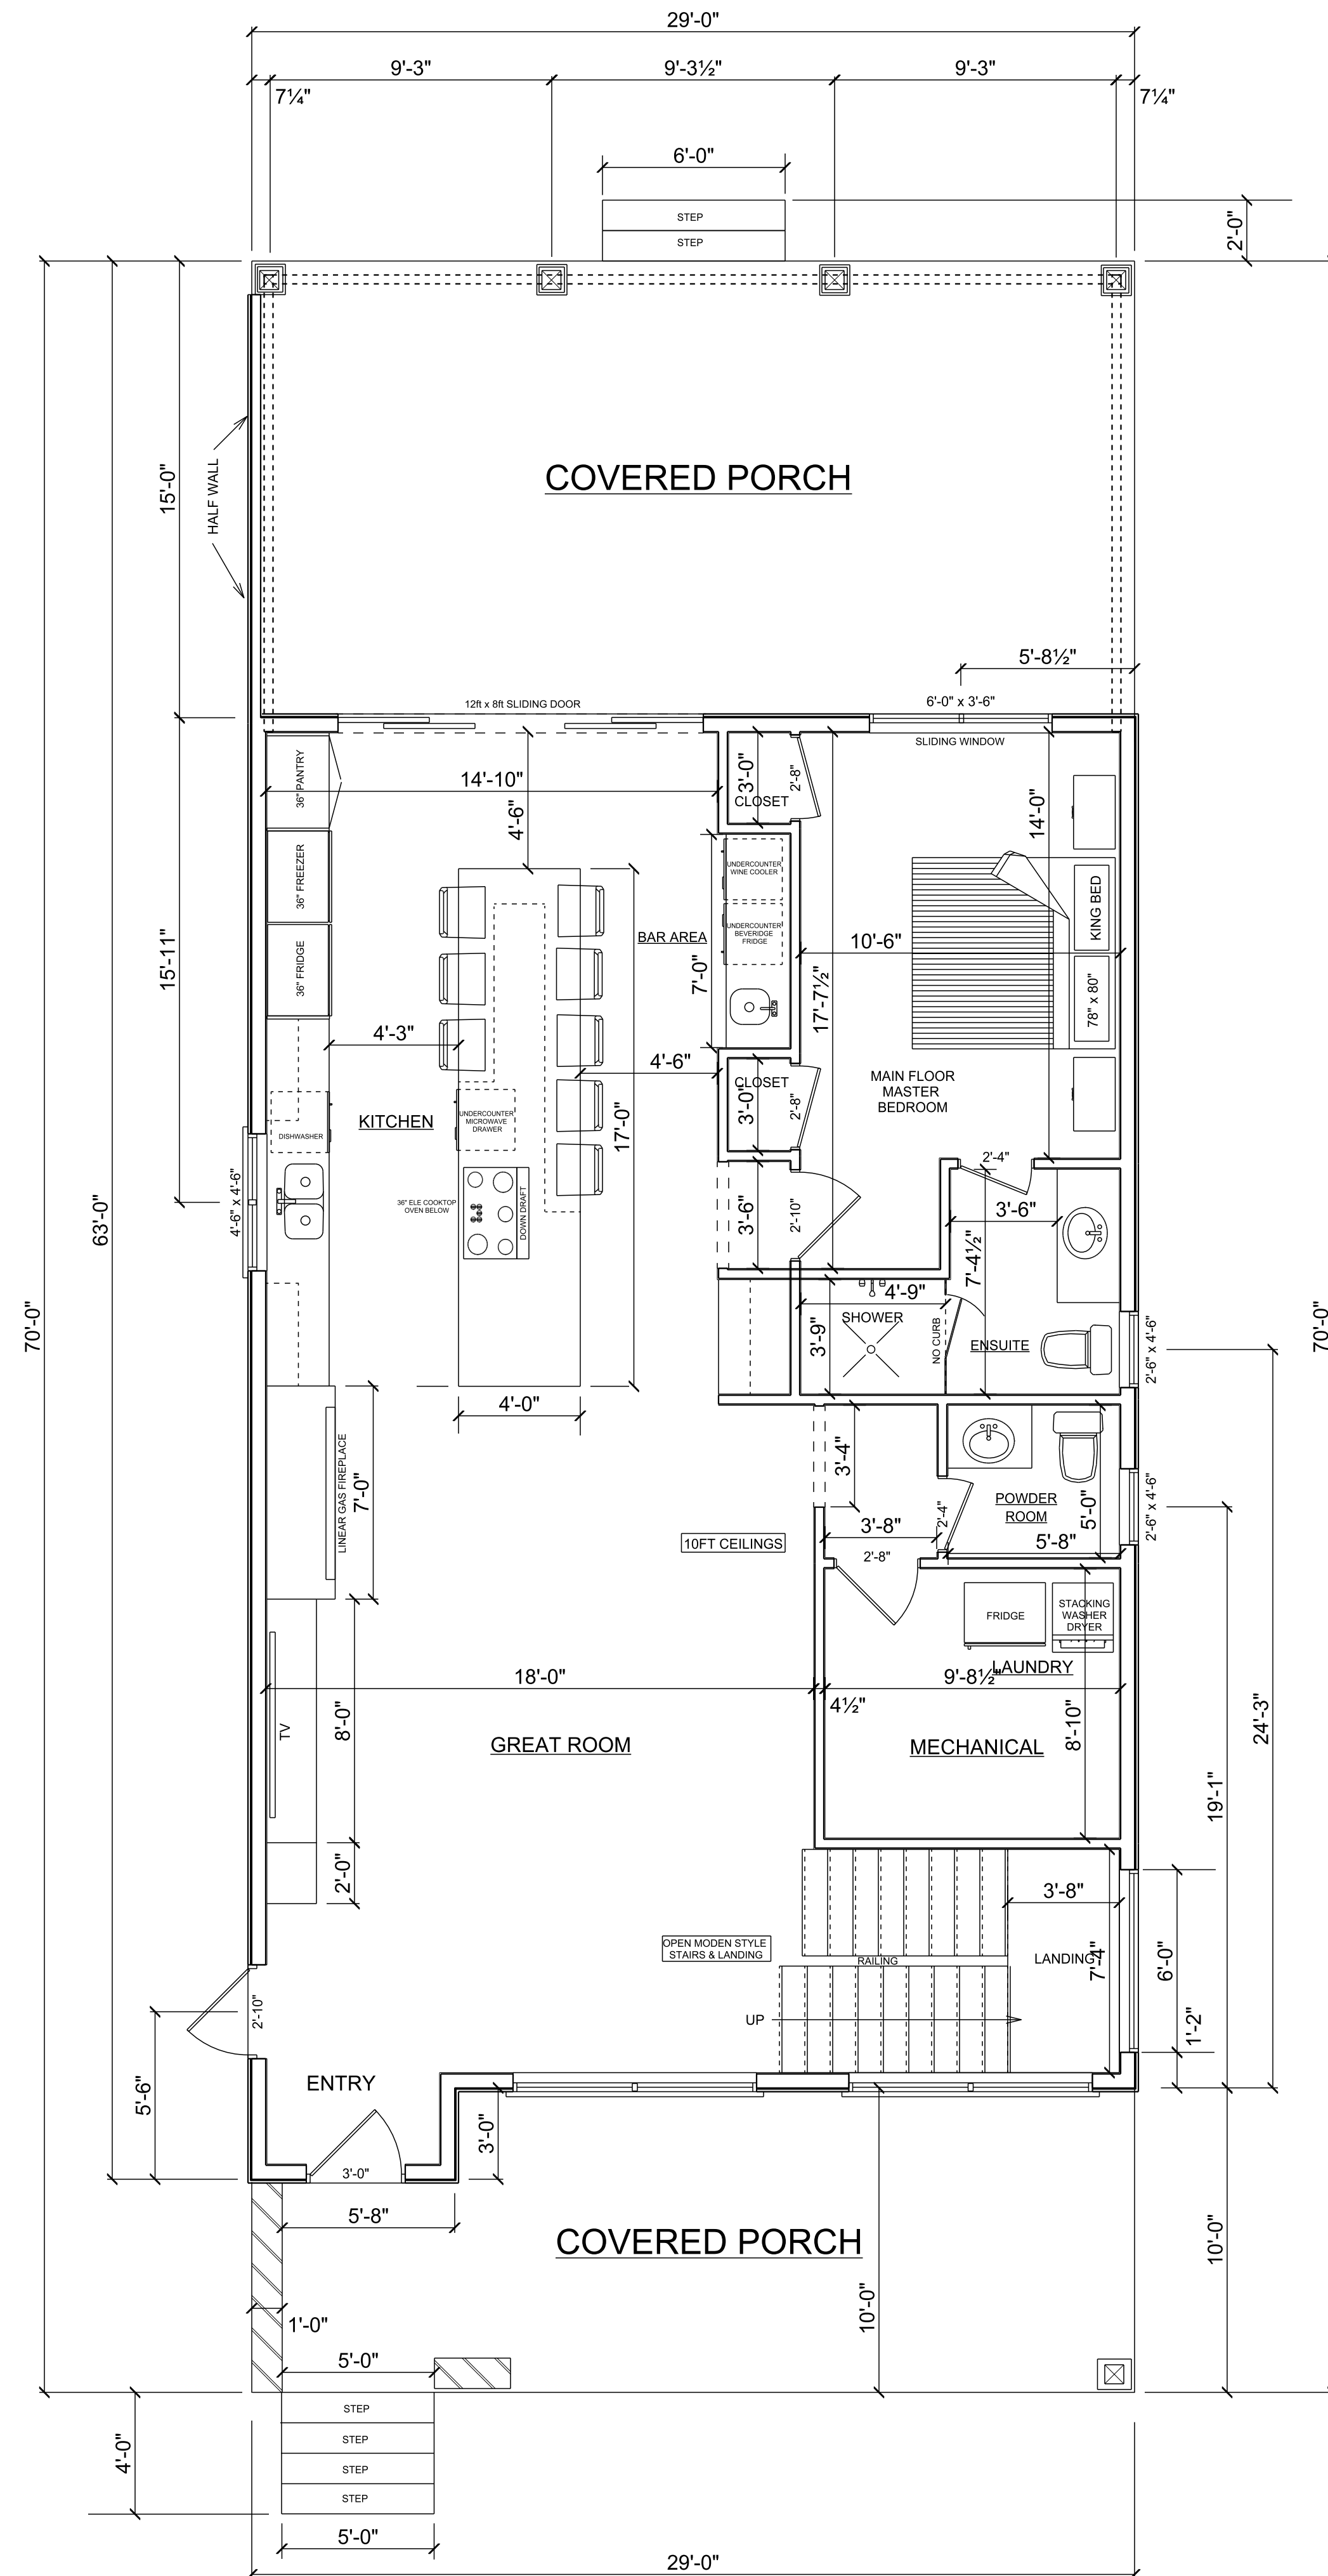 29'-0"
9'-3"
9'-3½"
9'-3"
7¼"
7¼"
6'-0"
2'-0"
STEP
STEP
COVERED PORCH
15'-0"
HALF WALL
5'-8½"
12ft x 8ft SLIDING DOOR
6'-0" x 3'-6"
SLIDING WINDOW
36" PANTRY
14'-10"
4'-6"
3'-0"
2'-8"
CLOSET
14'-0"
36" FREEZER
UNDERCOUNTER
WINE COOLER
KING BED
BAR AREA
UNDERCOUNTER
BEVERIDGE
FRIDGE
10'-6"
15'-11"
36" FRIDGE
7'-0"
17'-7½"
78" x 80"
4'-3"
4'-6"
CLOSET
3'-0"
2'-8"
MAIN FLOOR
MASTER
BEDROOM
KITCHEN
UNDERCOUNTER
MICROWAVE
DRAWER
17'-0"
DISHWASHER
2'-4"
63'-0"
4'-6" x 4'-6"
36" ELE COOKTOP
OVEN BELOW
DOWN DRAFT
3'-6"
2'-10"
3'-6"
7'-4½"
70'-0"
70'-0"
4'-9"
SHOWER
3'-9"
NO CURB
ENSUITE
2'-6" x 4'-6"
4'-0"
LINEAR GAS FIREPLACE
7'-0"
3'-4"
2'-4"
POWDER
ROOM
5'-0"
2'-6" x 4'-6"
10FT CEILINGS
3'-8"
5'-8"
2'-8"
FRIDGE
STACKING
WASHER
DRYER
LAUNDRY
18'-0"
9'-8½"
4½"
TV
8'-0"
GREAT ROOM
MECHANICAL
8'-10"
24'-3"
19'-1"
2'-0"
3'-8"
OPEN MODEN STYLE
STAIRS & LANDING
RAILING
LANDING
7'-4"
6'-0"
UP
2'-10"
1'-2"
5'-6"
ENTRY
3'-0"
3'-0"
5'-8"
COVERED PORCH
10'-0"
10'-0"
1'-0"
5'-0"
STEP
STEP
STEP
STEP
4'-0"
5'-0"
29'-0"